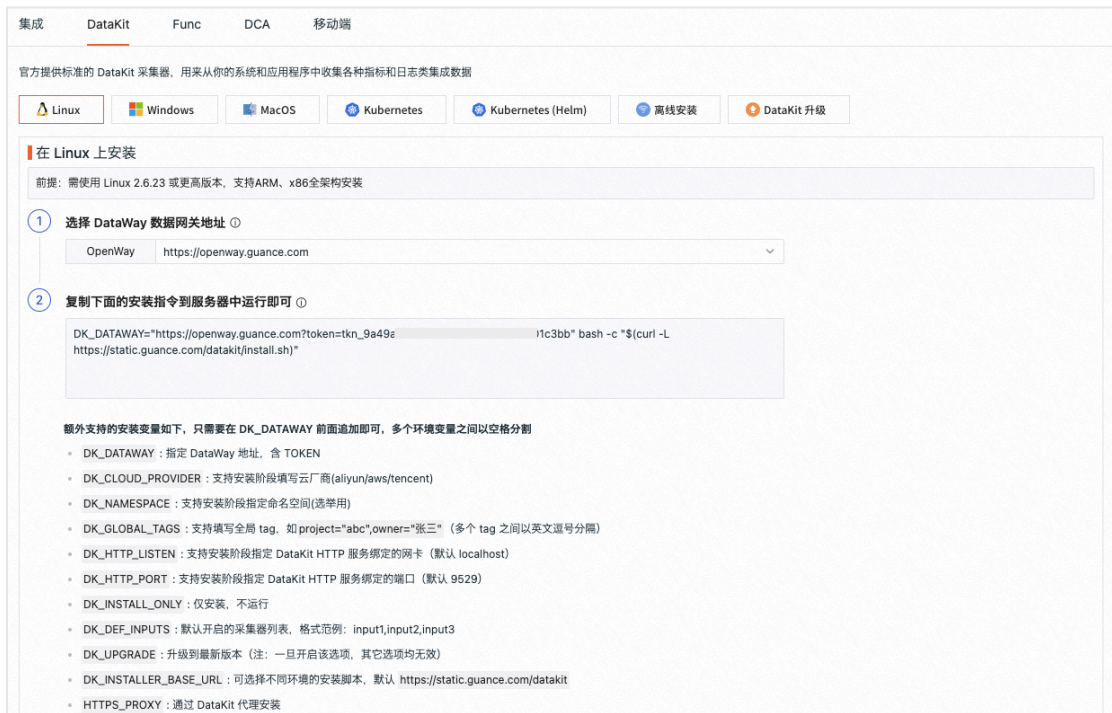 集成 DataKit Func DCA 移动端
官方提供标准的 DataKit 采集器，用来从你的系统和应用程序中收集各种指标和日志类集成数据
Linux Windows MacOS Kubernetes Kubernetes (Helm) 离线安装 DataKit 升级
在 Linux 上安装
前提：需使用 Linux 2.6.23 或更高版本，支持ARM、x86全架构安装
1 选择 DataWay 数据网关地址
OpenWay https://openway.guance.com
2 复制下面的安装指令到服务器中运行即可
DK_DATAWAY="https://openway.guance.com?token=tkn_9a49a 1c3bb" bash -c "$(curl -L
https://static.guance.com/datakit/install.sh)"
额外支持的安装变量如下，只需要在 DK_DATAWAY 前面追加即可，多个环境变量之间以空格分割
DK_DATAWAY：指定 DataWay 地址，含 TOKEN
DK_CLOUD_PROVIDER：支持安装阶段填写云厂商(aliyun/aws/tencent)
DK_NAMESPACE：支持安装阶段指定命名空间(选举用)
DK_GLOBAL_TAGS：支持填写全局 tag，如 project="abc",owner="张三"（多个 tag 之间以英文逗号分隔）
DK_HTTP_LISTEN：支持安装阶段指定 DataKit HTTP 服务绑定的网卡（默认 localhost）
DK_HTTP_PORT：支持安装阶段指定 DataKit HTTP 服务绑定的端口（默认 9529）
DK_INSTALL_ONLY：仅安装，不运行
DK_DEF_INPUTS：默认开启的采集器列表，格式范例：input1,input2,input3
DK_UPGRADE：升级到最新版本（注：一旦开启该选项，其它选项均无效）
DK_INSTALLER_BASE_URL：可选择不同环境的安装脚本，默认 https://static.guance.com/datakit
HTTPS_PROXY：通过 DataKit 代理安装